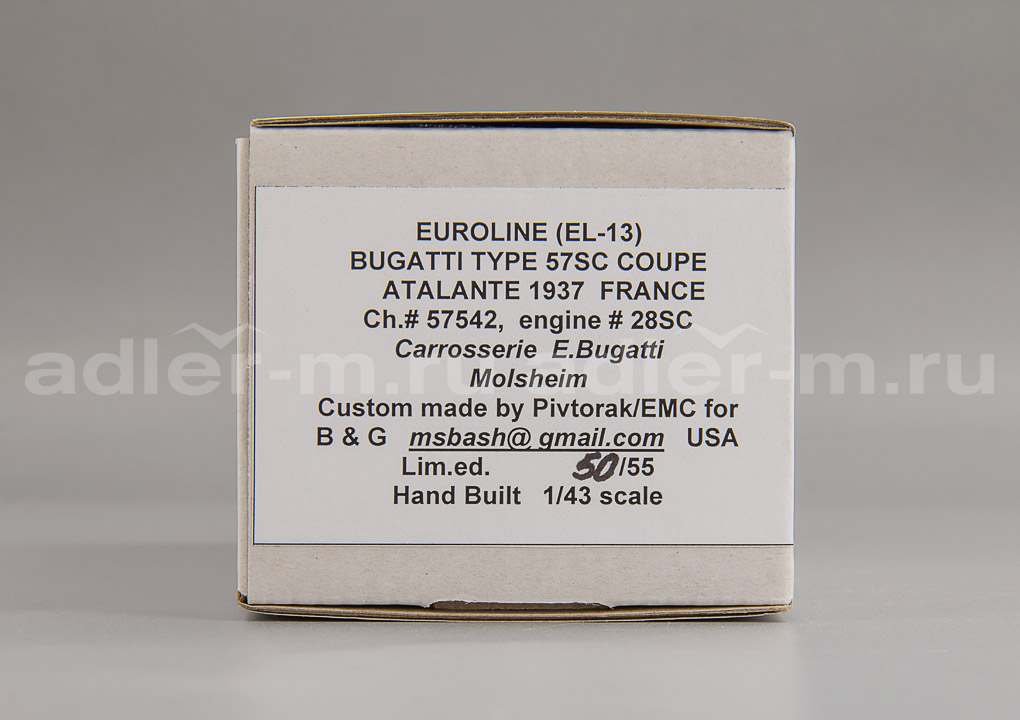 EUROLINE (EL-13)
BUGATTI TYPE 57SC COUPE
ATALANTE 1937 FRANCE
Ch.# 57542, engine # 28SC
Carrosserie E.Bugatti
adler-m.ru adler-m.ru
Molsheim
Custom made by Pivtorak/EMC for
B & G msbash@ gmail.com USA
Lim.ed. 50/55
Hand Built 1/43 scale